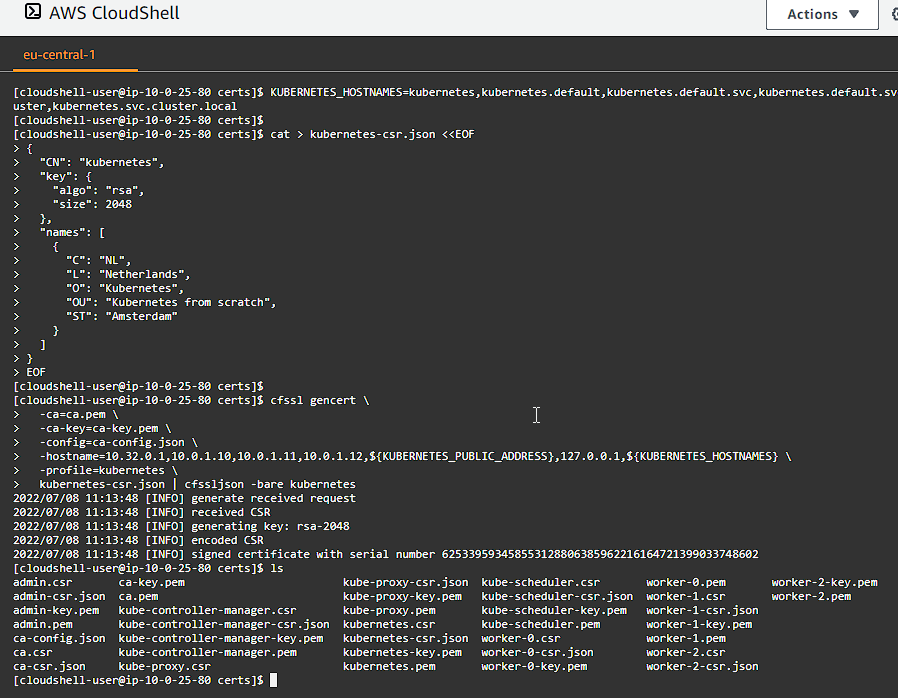 AWS CloudShell
Actions ▼
eu-central-1
[cloudshell-user@ip-10-0-25-80 certs]$ KUBERNETES_HOSTNAMES=kubernetes,kubernetes.default,kubernetes.default.svc,kubernetes.default.sv
uster,kubernetes.svc.cluster.local
[cloudshell-user@ip-10-0-25-80 certs]$
[cloudshell-user@ip-10-0-25-80 certs]$ cat > kubernetes-csr.json <<EOF
> {
>   "CN": "kubernetes",
>   "key": {
>     "algo": "rsa",
>     "size": 2048
>   },
>   "names": [
>     {
>       "C": "NL",
>       "L": "Netherlands",
>       "O": "Kubernetes",
>       "OU": "Kubernetes from scratch",
>       "ST": "Amsterdam"
>     }
>   ]
> }
> EOF
[cloudshell-user@ip-10-0-25-80 certs]$
[cloudshell-user@ip-10-0-25-80 certs]$ cfssl gencert \
>   -ca=ca.pem \
>   -ca-key=ca-key.pem \
>   -config=ca-config.json \
>   -hostname=10.32.0.1,10.0.1.10,10.0.1.11,10.0.1.12,${KUBERNETES_PUBLIC_ADDRESS},127.0.0.1,${KUBERNETES_HOSTNAMES} \
>   -profile=kubernetes \
>   kubernetes-csr.json | cfssljson -bare kubernetes
2022/07/08 11:13:48 [INFO] generate received request
2022/07/08 11:13:48 [INFO] received CSR
2022/07/08 11:13:48 [INFO] generating key: rsa-2048
2022/07/08 11:13:48 [INFO] encoded CSR
2022/07/08 11:13:48 [INFO] signed certificate with serial number 625339593458553128806385962216164721399033748602
[cloudshell-user@ip-10-0-25-80 certs]$ ls
admin.csr ca-key.pem kube-proxy-csr.json kube-scheduler.csr worker-0.pem worker-2-key.pem
admin-csr.json ca.pem kube-proxy-key.pem kube-scheduler-csr.json worker-1.csr worker-2.pem
admin-key.pem kube-controller-manager.csr kube-proxy.pem kube-scheduler-key.pem worker-1-csr.json
admin.pem kube-controller-manager-csr.json kubernetes.csr kube-scheduler.pem worker-1-key.pem
ca-config.json kube-controller-manager-key.pem kubernetes-csr.json worker-0.csr worker-1.pem
ca.csr kube-controller-manager.pem kubernetes-key.pem worker-0-csr.json worker-2.csr
ca-csr.json kube-proxy.csr kubernetes.pem worker-0-key.pem worker-2-csr.json
[cloudshell-user@ip-10-0-25-80 certs]$